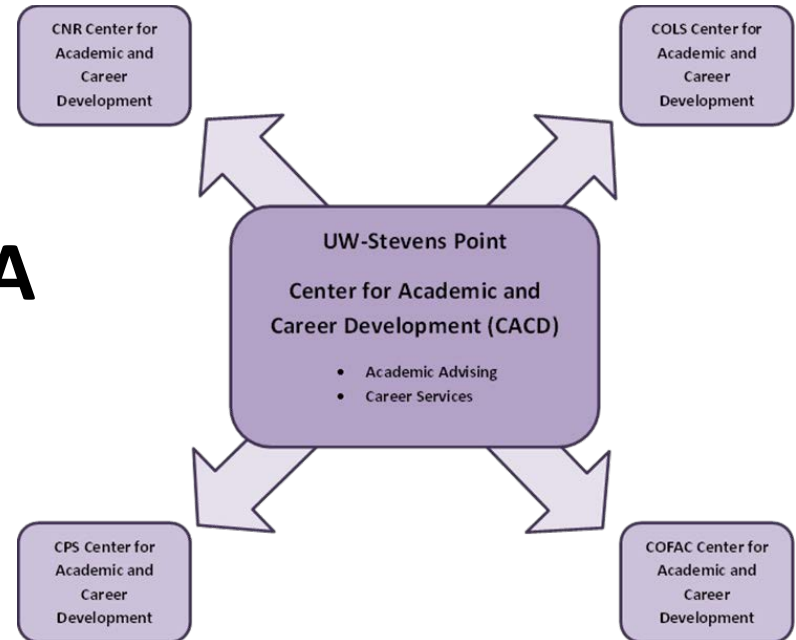 CNR Center for
Academic and
Career
Development
COLS Center for
Academic and
Career
Development
A
UW-Stevens Point
Center for Academic and
Career Development (CACD)
• Academic Advising
• Career Services
CPS Center for
Academic and
Career
Development
COFAC Center for
Academic and
Career
Development